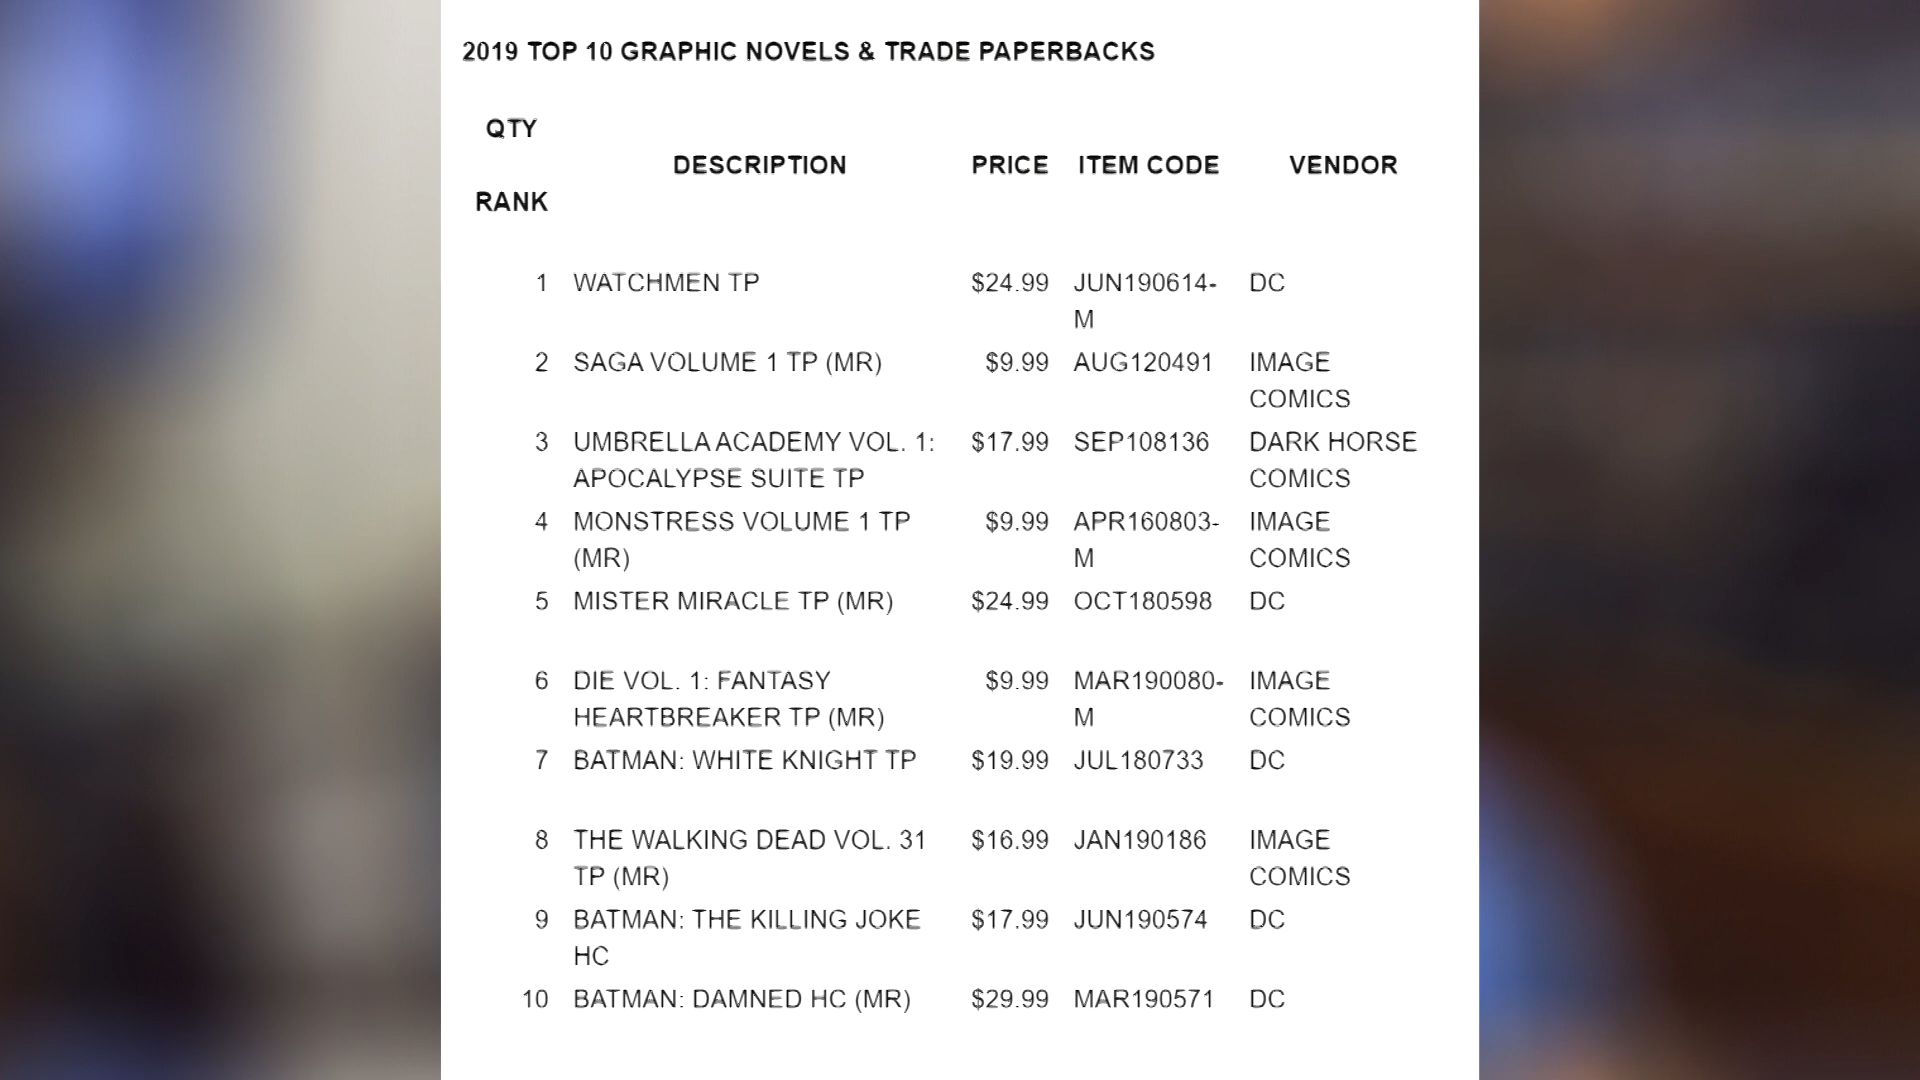 2019 TOP 10 GRAPHIC NOVELS & TRADE PAPERBACKS
QTY
RANK
DESCRIPTION
PRICE
ITEM CODE
VENDOR
1 WATCHMEN TP $24.99 JUN190614- DC
M
2 SAGA VOLUME 1 TP (MR) $9.99 AUG120491 IMAGE
COMICS
3 UMBRELLA ACADEMY VOL. 1: $17.99 SEP108136 DARK HORSE
APOCALYPSE SUITE TP COMICS
4 MONSTRESS VOLUME 1 TP $9.99 APR160803- IMAGE
(MR) M COMICS
5 MISTER MIRACLE TP (MR) $24.99 OCT180598 DC
6 DIE VOL. 1: FANTASY $9.99 MAR190080- IMAGE
HEARTBREAKER TP (MR) M COMICS
7 BATMAN: WHITE KNIGHT TP $19.99 JUL180733 DC
8 THE WALKING DEAD VOL. 31 $16.99 JAN190186 IMAGE
TP (MR) COMICS
9 BATMAN: THE KILLING JOKE $17.99 JUN190574 DC
HC
10 BATMAN: DAMNED HC (MR) $29.99 MAR190571 DC